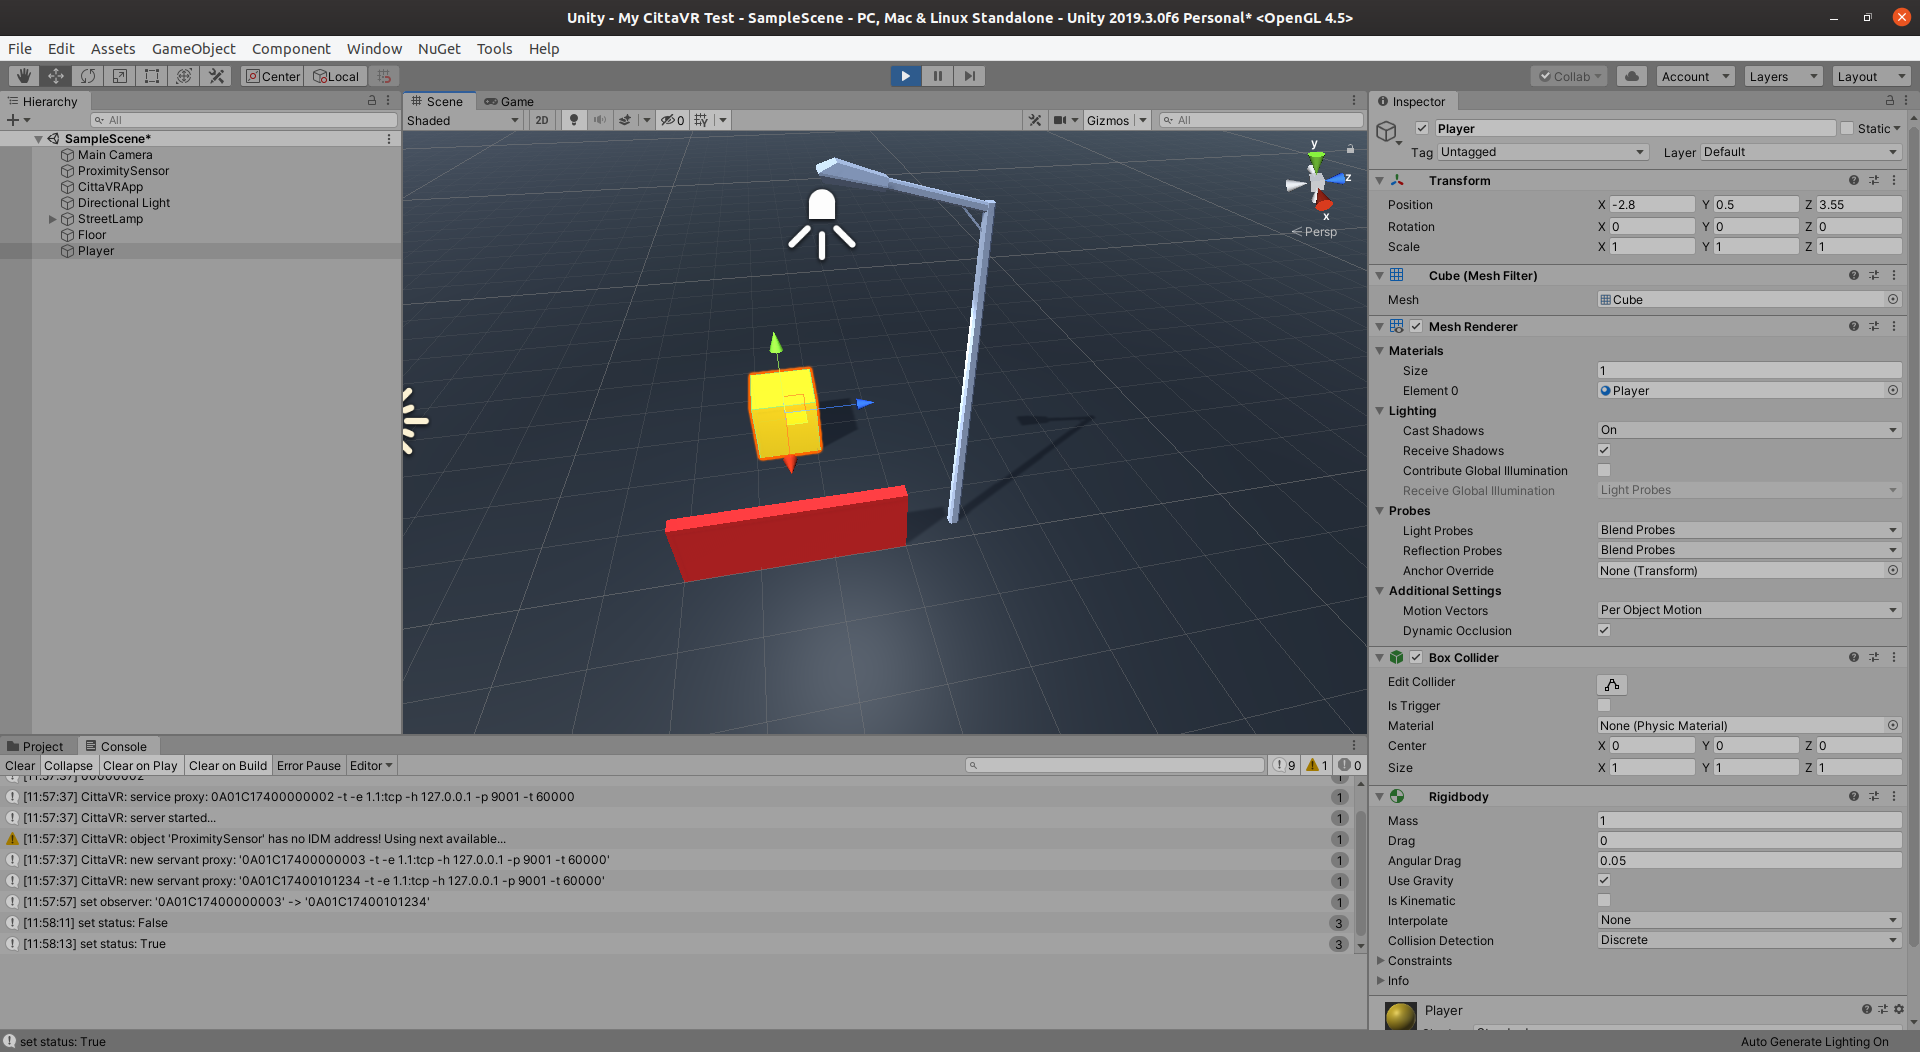 Unity - My CittaVR Test - SampleScene - PC, Mac & Linux Standalone - Unity 2019.3.0f6 Personal* <OpenGL 4.5>
File Edit Assets GameObject Component Window NuGet Tools Help
Center Local Collab Account Layers Layout
Hierarchy
All
SampleScene*
Main Camera
ProximitySensor
CittaVRApp
Directional Light
StreetLamp
Floor
Player
Scene Game
Shaded 2D 0 Gizmos All
y
z
x
Persp
Inspector
Player Static
Tag Untagged Layer Default
Transform
Position X -2.8 Y 0.5 Z 3.55
Rotation X 0 Y 0 Z 0
Scale X 1 Y 1 Z 1
Cube (Mesh Filter)
Mesh Cube
Mesh Renderer
Materials
Size 1
Element 0 Player
Lighting
Cast Shadows On
Receive Shadows
Contribute Global Illumination
Receive Global Illumination Light Probes
Probes
Light Probes Blend Probes
Reflection Probes Blend Probes
Anchor Override None (Transform)
Additional Settings
Motion Vectors Per Object Motion
Dynamic Occlusion
Box Collider
Edit Collider
Is Trigger
Material None (Physic Material)
Center X 0 Y 0 Z 0
Size X 1 Y 1 Z 1
Rigidbody
Mass 1
Drag 0
Angular Drag 0.05
Use Gravity
Is Kinematic
Interpolate None
Collision Detection Discrete
Constraints
Info
Player
Project Console
Clear Collapse Clear on Play Clear on Build Error Pause Editor 9 1 0
[11:57:37] 00000002 1
[11:57:37] CittaVR: service proxy: 0A01C17400000002 -t -e 1.1:tcp -h 127.0.0.1 -p 9001 -t 60000 1
[11:57:37] CittaVR: server started... 1
[11:57:37] CittaVR: object 'ProximitySensor' has no IDM address! Using next available... 1
[11:57:37] CittaVR: new servant proxy: '0A01C17400000003 -t -e 1.1:tcp -h 127.0.0.1 -p 9001 -t 60000' 1
[11:57:37] CittaVR: new servant proxy: '0A01C17400101234 -t -e 1.1:tcp -h 127.0.0.1 -p 9001 -t 60000' 1
[11:57:57] set observer: '0A01C17400000003' -> '0A01C17400101234' 1
[11:58:11] set status: False 3
[11:58:13] set status: True 3
set status: True
Auto Generate Lighting On